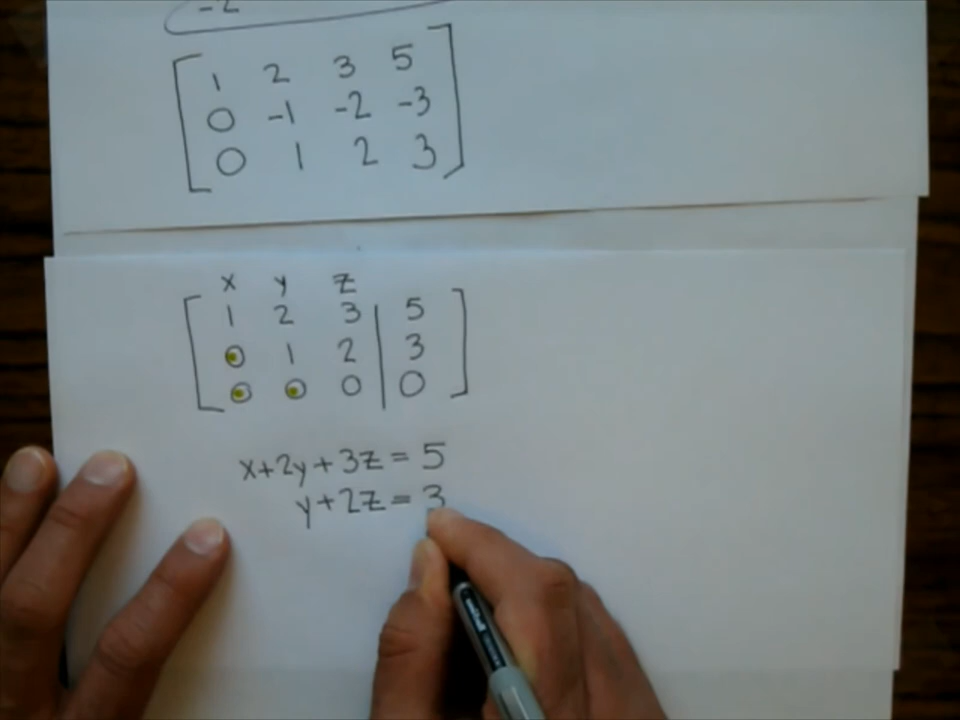 -2
1 2 3 5
0 -1 -2 -3
0 1 2 3
x y z
1 2 3 | 5
0 1 2 | 3
0 0 0 | 0
x+2y+3z = 5
y+2z = 3